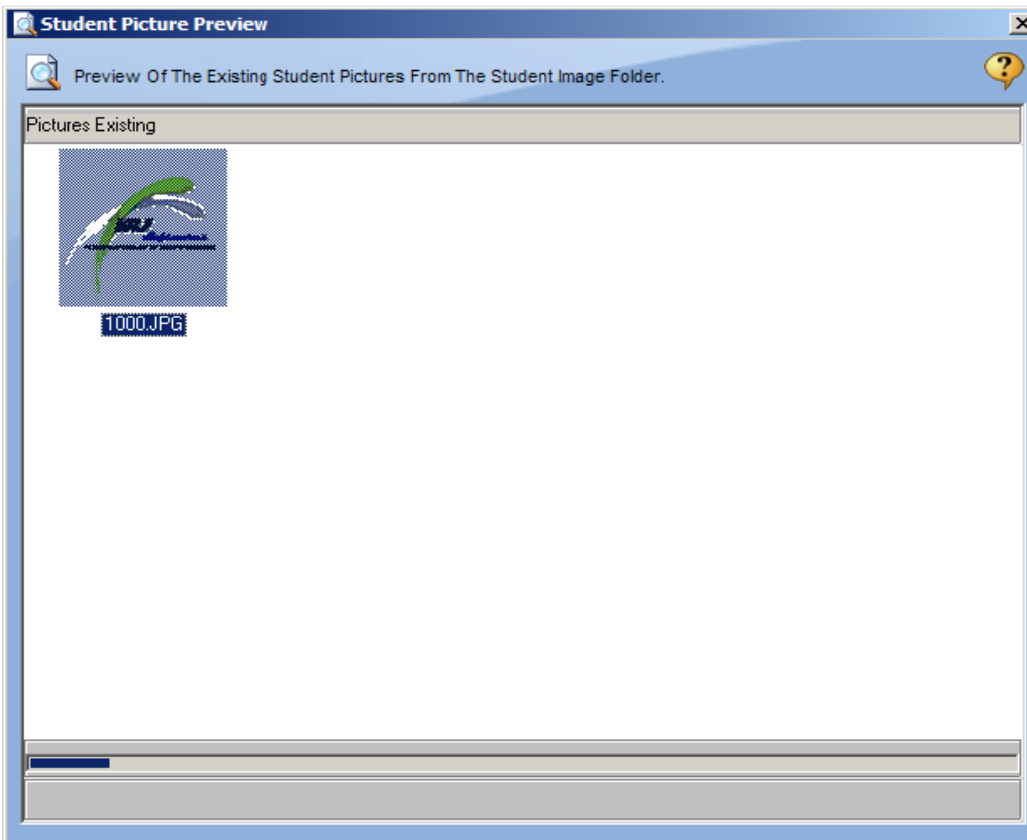 Student Picture Preview
Preview Of The Existing Student Pictures From The Student Image Folder.
Pictures Existing
1000.JPG